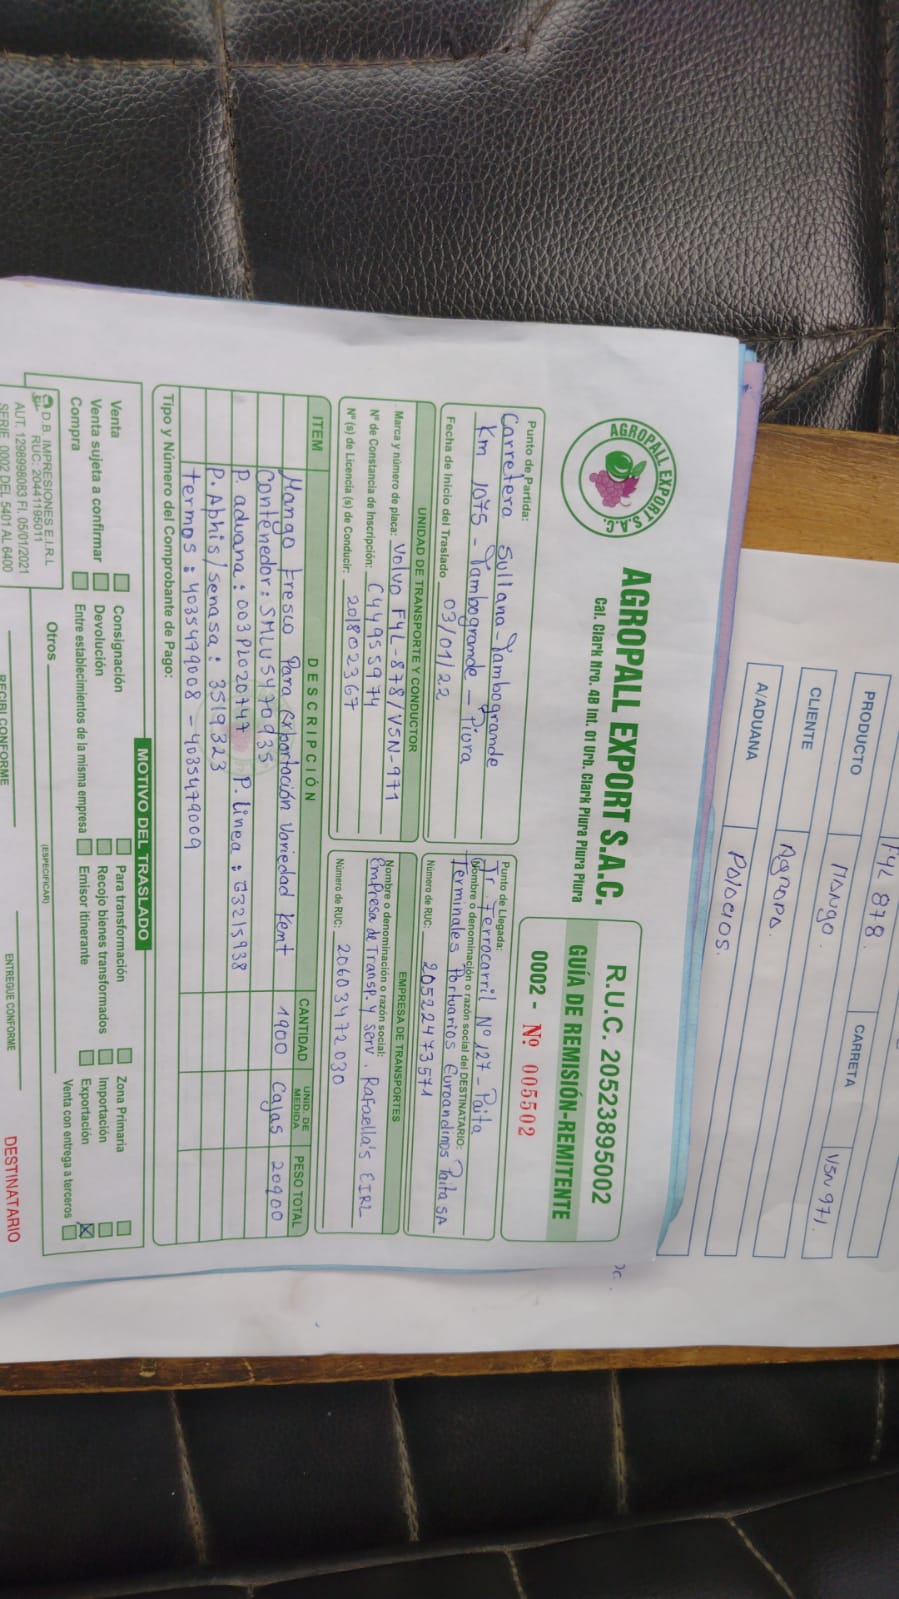 F4L 878
PRODUCTO
Mango.
CARRETA
V5N 971.
CLIENTE
Agropa.
A/ADUANA
Palacios.
AGROPALL EXPORT S.A.C.
AGROPALL EXPORT S.A.C.
Cal. Clark Nro. 4B Int. 01 Urb. Clark Piura Piura Piura
R.U.C. 20523895002
GUÍA DE REMISIÓN-REMITENTE
0002 - Nº 005502
Punto de Partida:
Carretera Sullana - Tambogrande
Km 1075 - Tambogrande - Piura
Fecha de Inicio del Traslado 03/01/22
Punto de Llegada:
Jr Ferrocarril Nº 127 - Paita
Nombre o denominación o razón social del DESTINATARIO:
Terminales Portuarios Euroandinos Paita SA
Número de RUC: 20522473571
UNIDAD DE TRANSPORTE Y CONDUCTOR
Marca y número de placa: Volvo F4L-878/V5N-971
Nº de Constancia de Inscripción: C44955974
Nº (s) de Licencia (s) de Conducir: 201802367
EMPRESA DE TRANSPORTES
Nombre o denominación o razón social:
Empresa de Transp. y serv. Rafaella's EIRL
Número de RUC: 20603472030
ITEM DESCRIPCIÓN CANTIDAD UNID. DE MEDIDA PESO TOTAL
Mango Fresco Para Exportación Variedad Kent 1900 Cajas 20900
Contenedor: SMLU5470935
P. aduana: 003PL020747 P. linea: 33215938
P. Aphis/senasa: 3519323
termos: 4035479008 - 4035479009
Tipo y Número del Comprobante de Pago:
MOTIVO DEL TRASLADO
Venta Consignación Para transformación Zona Primaria
Venta sujeta a confirmar Devolución Recojo bienes transformados Importación
Compra Entre establecimientos de la misma empresa Emisor itinerante Exportación X
Venta con entrega a terceros
Otros
(ESPECIFICAR)
D.B. IMPRESIONES E.I.R.L
RUC: 20441195011
AUT. 1298998083 FI. 05/01/2021
SERIE 0002 DEL 5401 AL 6400
RECIBI CONFORME
ENTREGUE CONFORME
DESTINATARIO